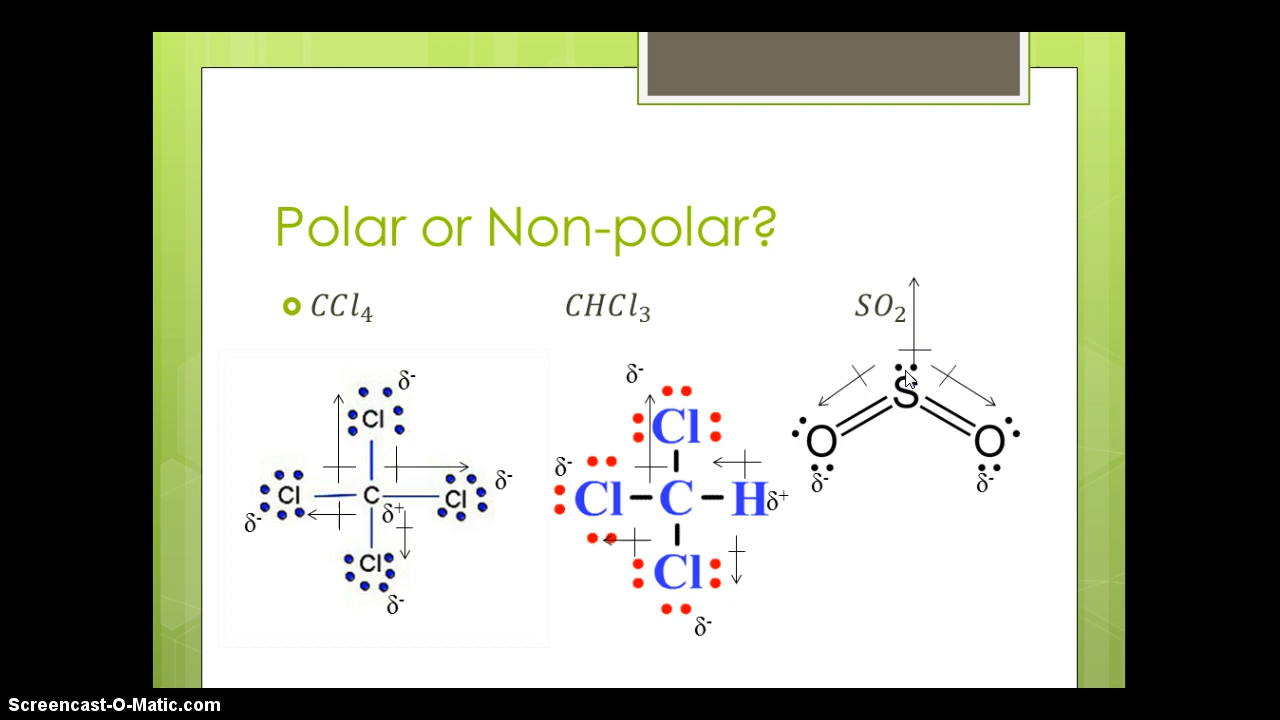 Polar or Non-polar?
CCl₄ CHCl₃ SO₂
δ⁻ δ⁻
Cl Cl S
δ⁻ δ⁻
Cl C Cl Cl C H O O
δ⁻ δ⁺ δ⁺ δ⁻ δ⁻
Cl Cl
δ⁻ δ⁻
Screencast-O-Matic.com